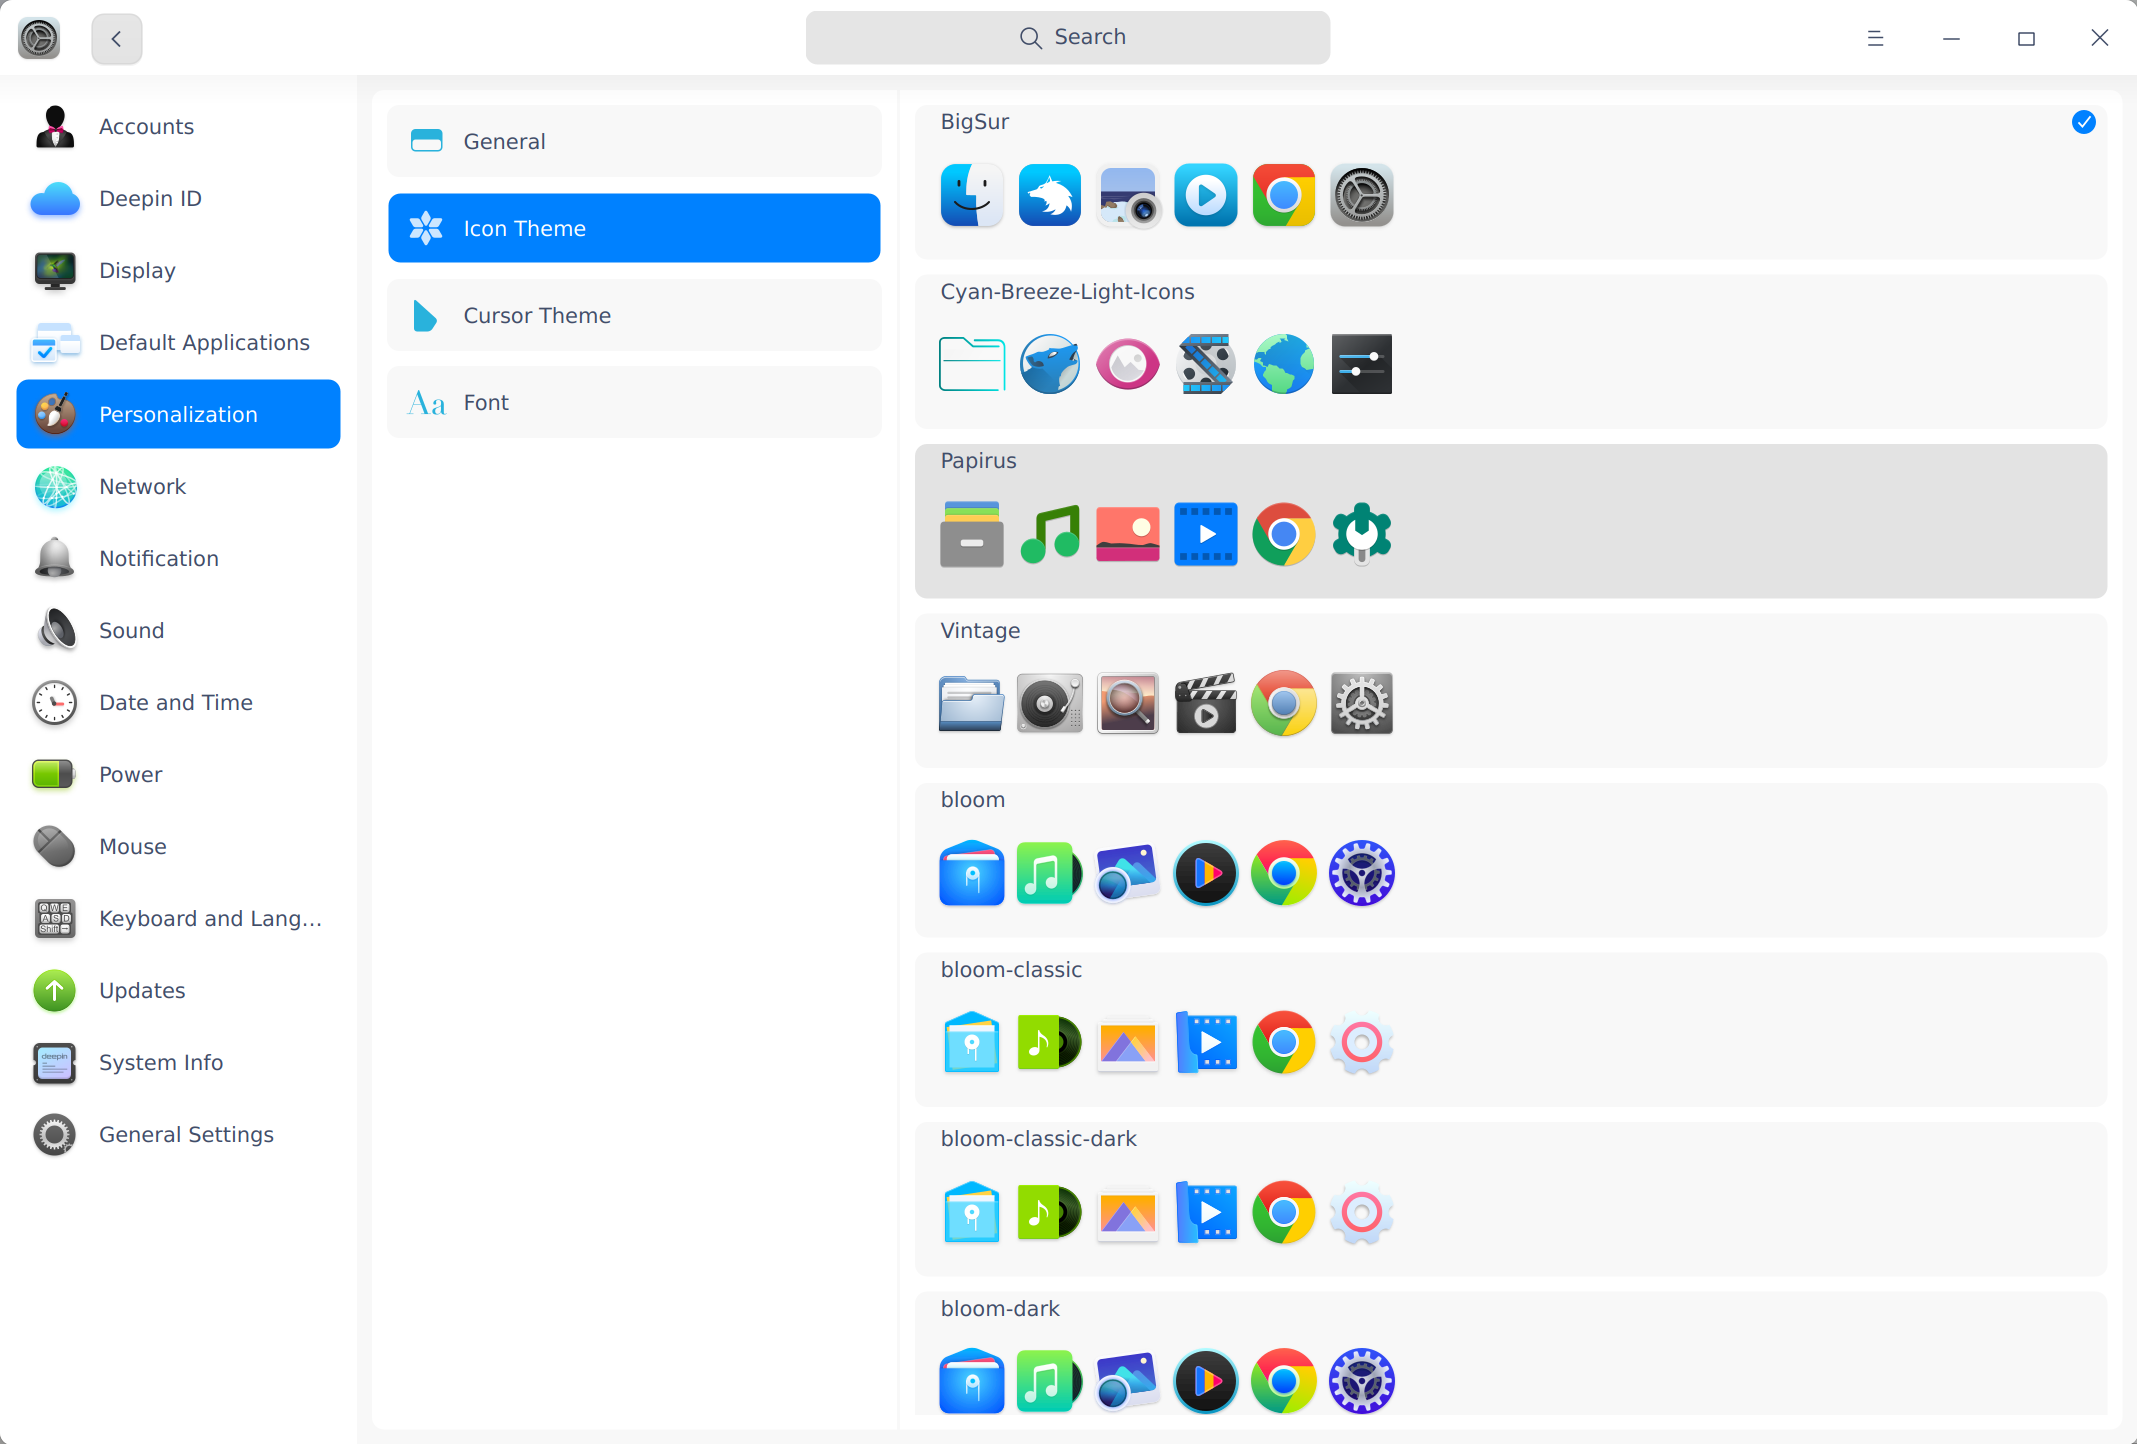 Search
Accounts
Deepin ID
Display
Default Applications
Personalization
Network
Notification
Sound
Date and Time
Power
Mouse
Keyboard and Lang...
Updates
System Info
General Settings
General
Icon Theme
Cursor Theme
Aa Font
BigSur
Cyan-Breeze-Light-Icons
Papirus
Vintage
bloom
bloom-classic
bloom-classic-dark
bloom-dark
Q W E
A S D
Shift
deepin